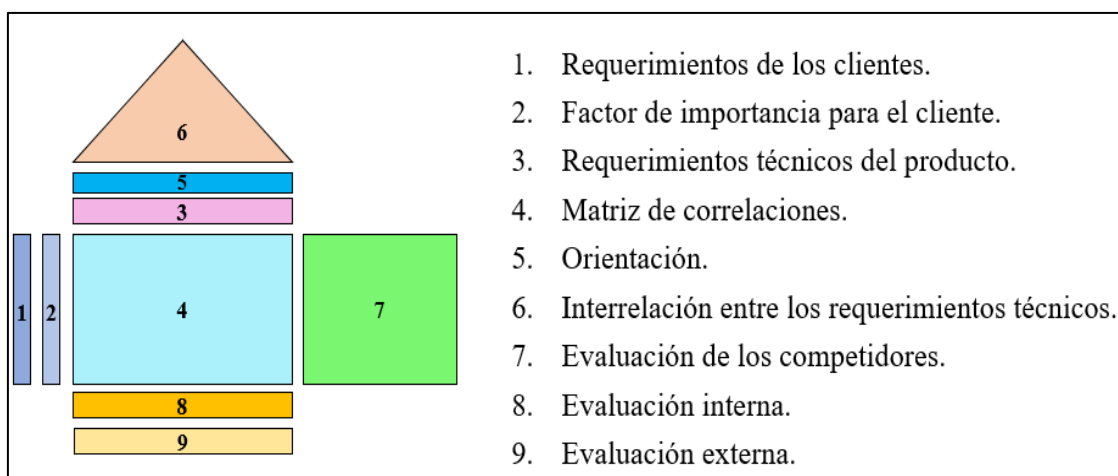 6
5
3
1
2
4
7
8
9
1. Requerimientos de los clientes.
2. Factor de importancia para el cliente.
3. Requerimientos técnicos del producto.
4. Matriz de correlaciones.
5. Orientación.
6. Interrelación entre los requerimientos técnicos.
7. Evaluación de los competidores.
8. Evaluación interna.
9. Evaluación externa.